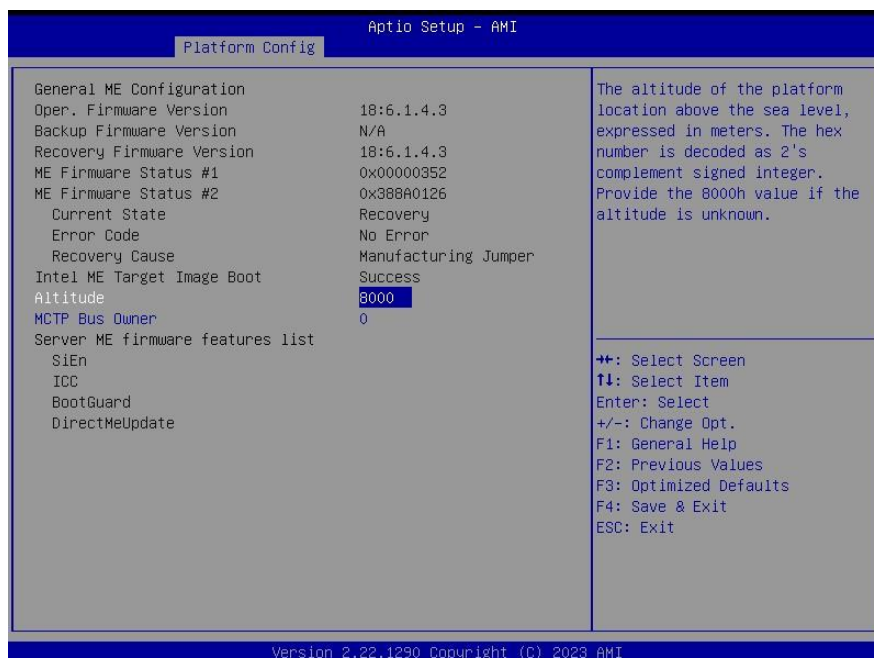 Aptio Setup - AMI
Platform Config
General ME Configuration
Oper. Firmware Version 18:6.1.4.3
Backup Firmware Version N/A
Recovery Firmware Version 18:6.1.4.3
ME Firmware Status #1 0x00000352
ME Firmware Status #2 0x388A0126
Current State Recovery
Error Code No Error
Recovery Cause Manufacturing Jumper
Intel ME Target Image Boot Success
Altitude 8000
MCTP Bus Owner 0
Server ME firmware features list
SiEn
ICC
BootGuard
DirectMeUpdate
The altitude of the platform
location above the sea level,
expressed in meters. The hex
number is decoded as 2's
complement signed integer.
Provide the 8000h value if the
altitude is unknown.
→←: Select Screen
↑↓: Select Item
Enter: Select
+/-: Change Opt.
F1: General Help
F2: Previous Values
F3: Optimized Defaults
F4: Save & Exit
ESC: Exit
Version 2.22.1290 Copyright (C) 2023 AMI